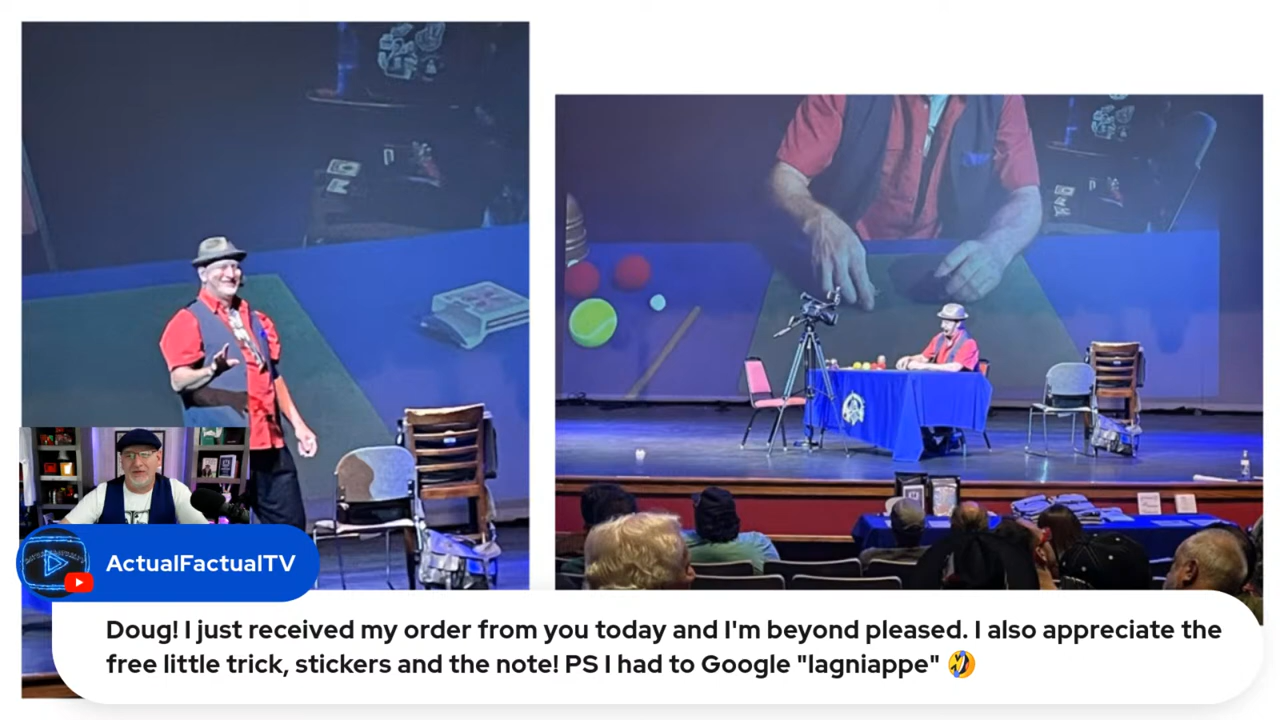 ActualFactualTV
Doug! I just received my order from you today and I'm beyond pleased. I also appreciate the
free little trick, stickers and the note! PS I had to Google "lagniappe" 🤣